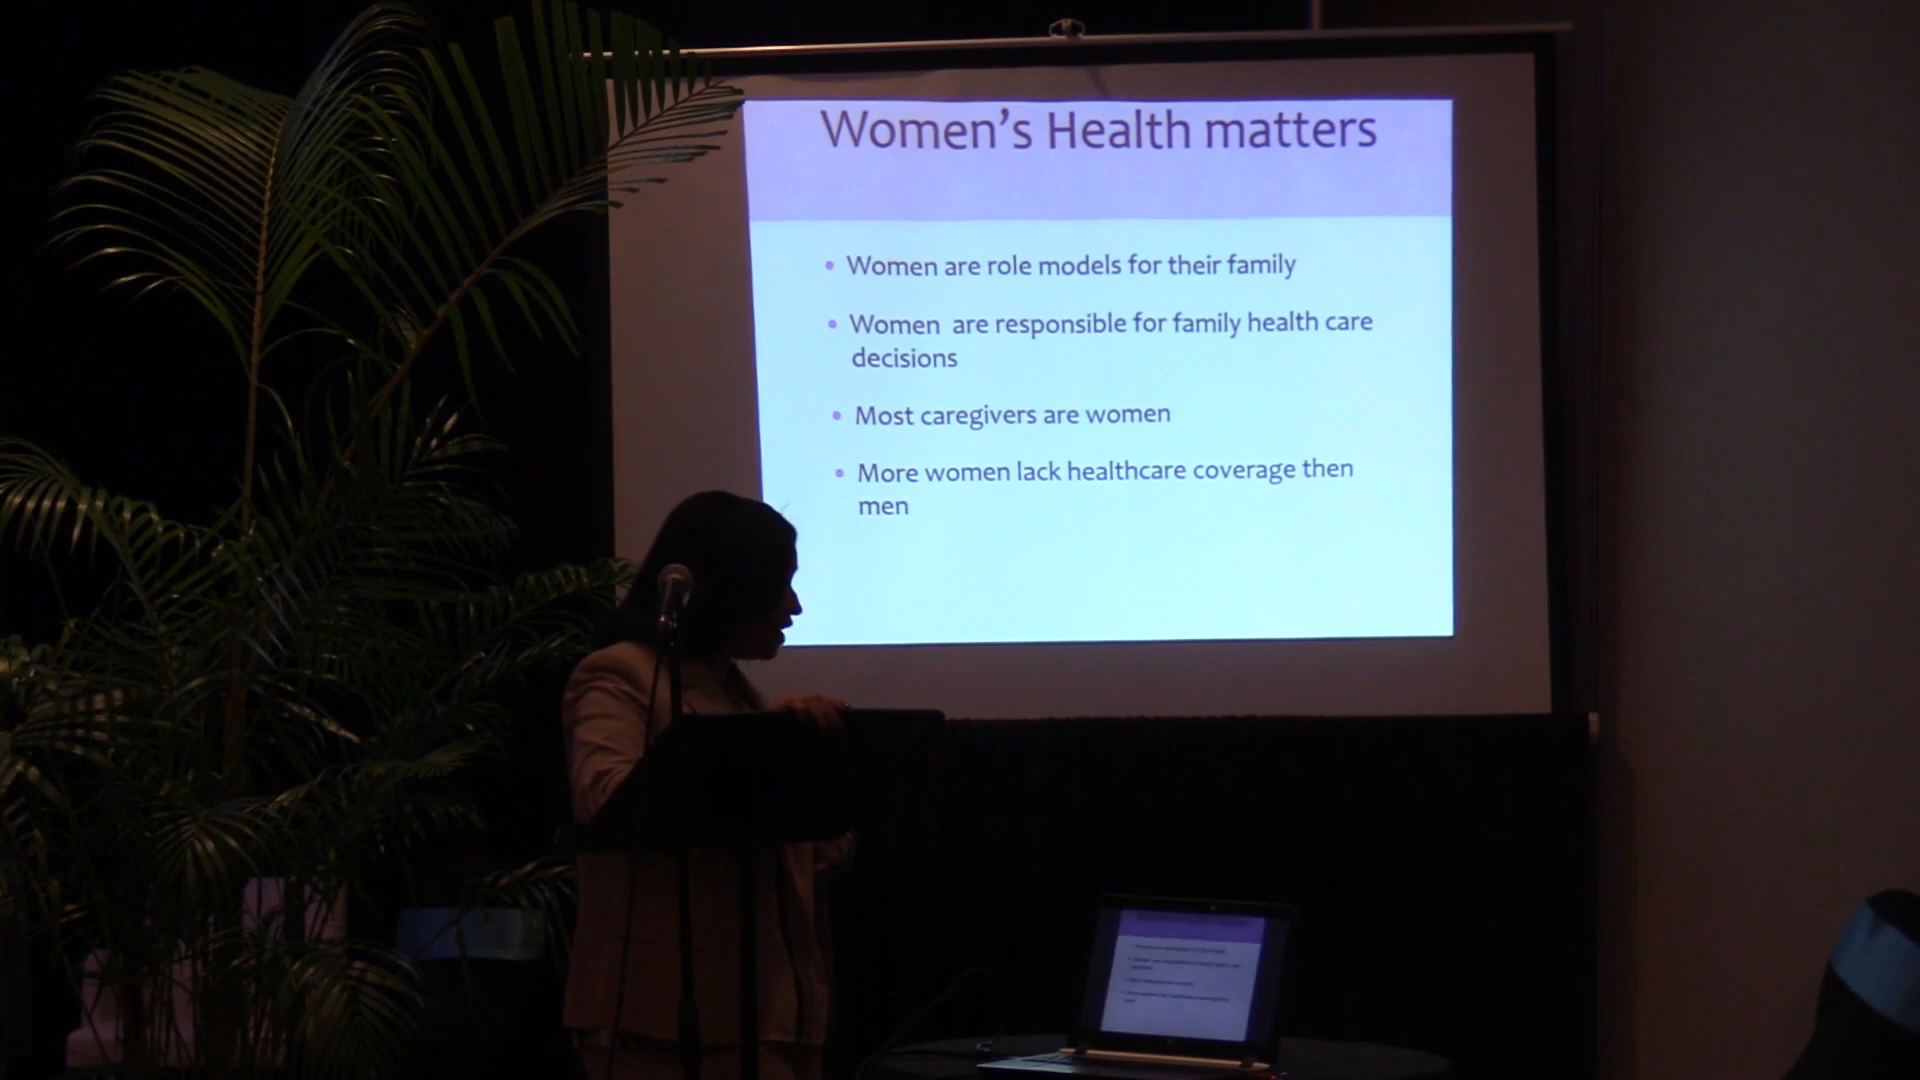 Women's Health matters
• Women are role models for their family
• Women are responsible for family health care
decisions
• Most caregivers are women
• More women lack healthcare coverage then
men